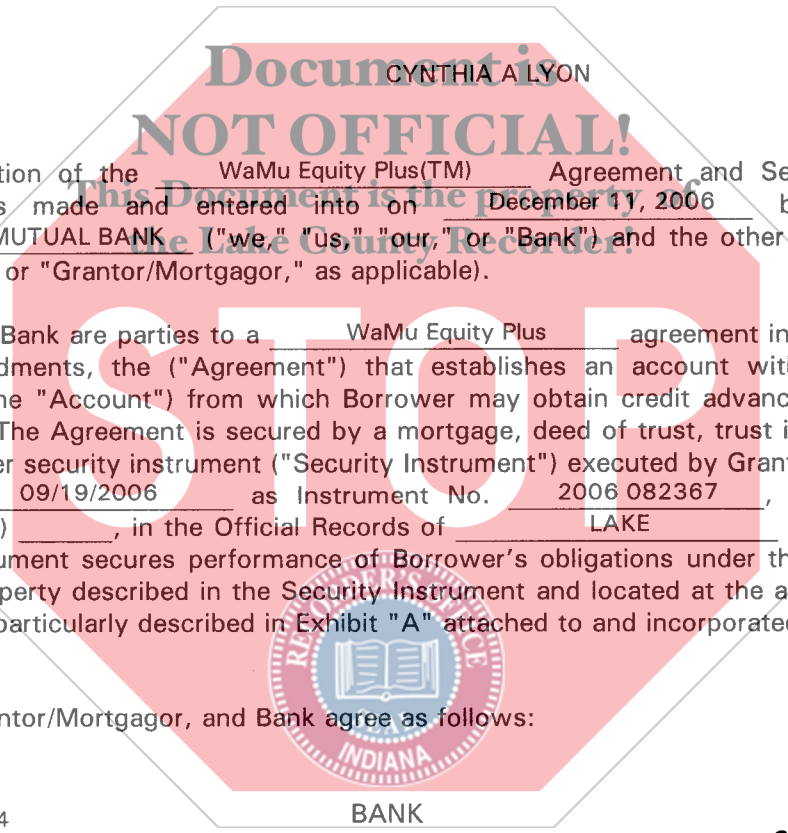 Document is
CYNTHIA A LYON
NOT OFFICIAL!
tion of the WaMu Equity Plus(TM) Agreement and Se
This Document is the property of
s made and entered into on December 11, 2006 b
the Lake County Recorder!
MUTUAL BANK ("we," "us," "our," or "Bank") and the other
or "Grantor/Mortgagor," as applicable).
STOP
Bank are parties to a WaMu Equity Plus agreement in
dments, the ("Agreement") that establishes an account wit
ne "Account") from which Borrower may obtain credit advanc
The Agreement is secured by a mortgage, deed of trust, trust i
er security instrument ("Security Instrument") executed by Grant
09/19/2006 as Instrument No. 2006 082367 ,
) ______, in the Official Records of LAKE
ument secures performance of Borrower's obligations under th
perty described in the Security Instrument and located at the a
particularly described in Exhibit "A" attached to and incorporated
RECORDER'S OFFICE
SEAL
INDIANA
ntor/Mortgagor, and Bank agree as follows:
4
BANK